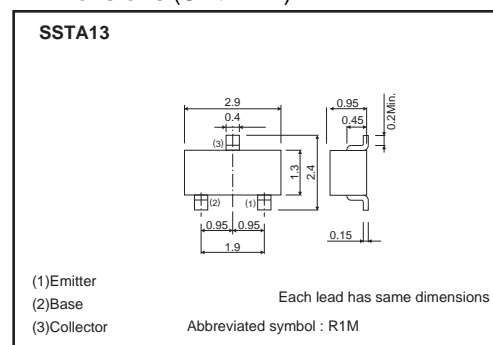 SSTA13
2.9
0.4
(3)
1.3
2.4
(2)
(1)
0.95 0.95
1.9
0.95
0.45
0.2Min.
0.15
(1)Emitter
(2)Base
(3)Collector
Each lead has same dimensions
Abbreviated symbol : R1M